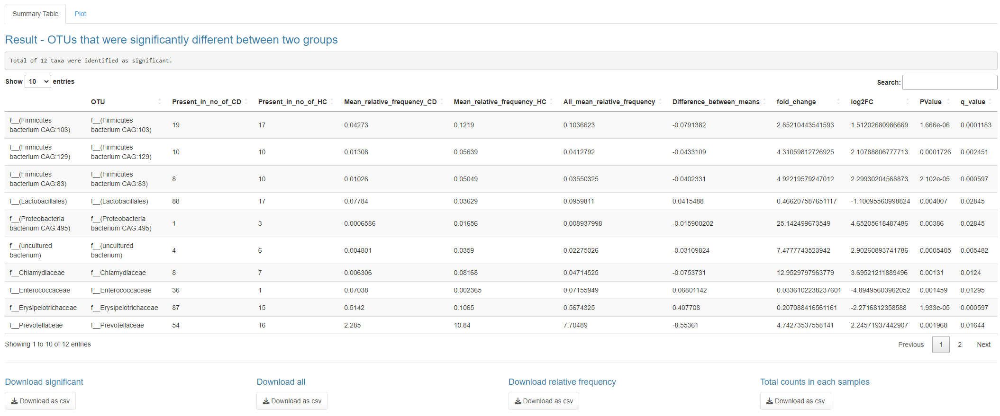 Summary Table Plot
Result - OTUs that were significantly different between two groups
Total of 12 taxa were identified as significant.
Show 10 entries Search:
OTU Present_in_no_of_CD Present_in_no_of_HC Mean_relative_frequency_CD Mean_relative_frequency_HC All_mean_relative_frequency Difference_between_means fold_change log2FC PValue q_value
f__(Firmicutes bacterium CAG:103) f__(Firmicutes bacterium CAG:103) 19 17 0.04273 0.1219 0.1036623 -0.0791382 2.85210443541593 1.51202680986669 1.666e-06 0.0001183
f__(Firmicutes bacterium CAG:129) f__(Firmicutes bacterium CAG:129) 10 10 0.01308 0.05639 0.0412792 -0.0433109 4.31059812726925 2.10788806777713 0.0001726 0.002451
f__(Firmicutes bacterium CAG:83) f__(Firmicutes bacterium CAG:83) 8 10 0.01026 0.05049 0.03550325 -0.0402331 4.92219579247012 2.29930204568873 2.102e-05 0.000597
f__(Lactobacillales) f__(Lactobacillales) 88 17 0.07784 0.03629 0.0959811 0.0415488 0.466207587651117 -1.10095560998824 0.004007 0.02845
f__(Proteobacteria bacterium CAG:495) f__(Proteobacteria bacterium CAG:495) 1 3 0.0006586 0.01656 0.008937998 -0.015900202 25.142499673549 4.65205618487486 0.00386 0.02845
f__(uncultured bacterium) f__(uncultured bacterium) 4 6 0.004801 0.0359 0.02275026 -0.03109824 7.4777743523942 2.90260893741786 0.0005405 0.005482
f__Chlamydiaceae f__Chlamydiaceae 8 7 0.006306 0.08168 0.04714525 -0.0753731 12.9529797963779 3.69521211889496 0.00131 0.0124
f__Enterococcaceae f__Enterococcaceae 36 1 0.07038 0.002365 0.07155949 0.06801142 0.0336102238237601 -4.89495603962052 0.001459 0.01295
f__Erysipelotrichaceae f__Erysipelotrichaceae 87 15 0.5142 0.1065 0.5674325 0.407708 0.207088416561161 -2.2716812358588 1.933e-05 0.000597
f__Prevotellaceae f__Prevotellaceae 54 16 2.285 10.84 7.70489 -8.55361 4.74273537558141 2.24571937442907 0.001968 0.01644
Showing 1 to 10 of 12 entries Previous 1 2 Next
Download significant Download all Download relative frequency Total counts in each samples
Download as csv Download as csv Download as csv Download as csv